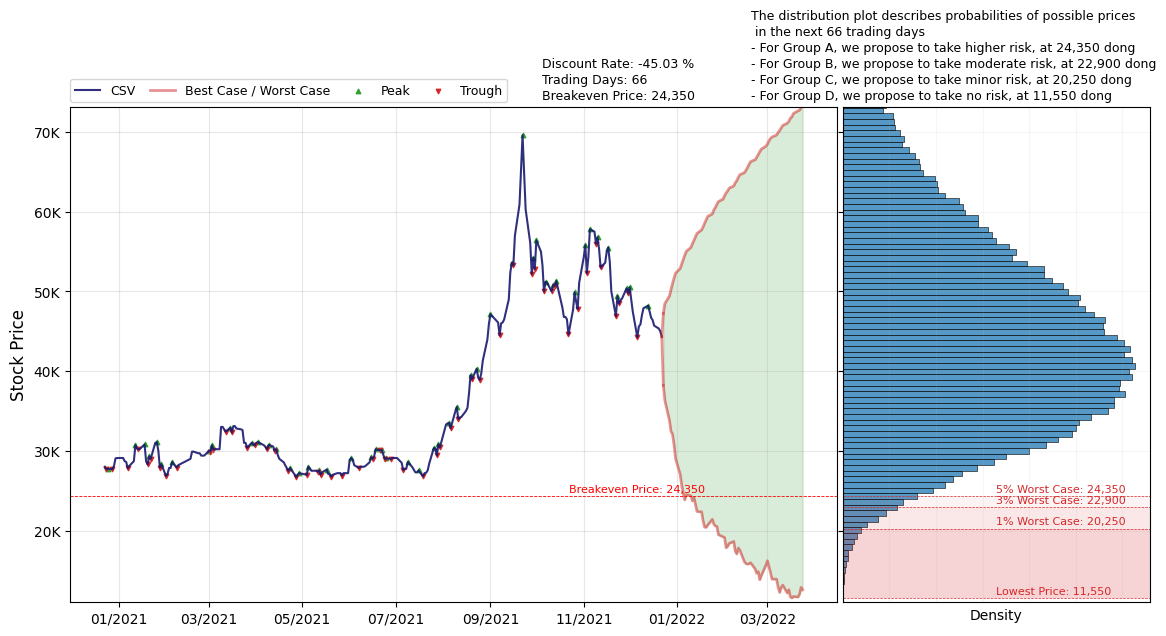 The distribution plot describes probabilities of possible prices
in the next 66 trading days
- For Group A, we propose to take higher risk, at 24,350 dong
- For Group B, we propose to take moderate risk, at 22,900 dong
- For Group C, we propose to take minor risk, at 20,250 dong
- For Group D, we propose to take no risk, at 11,550 dong
Discount Rate: -45.03 %
Trading Days: 66
Breakeven Price: 24,350
CSV
Best Case / Worst Case
Peak
Trough
Stock Price
70K
60K
50K
40K
30K
20K
Breakeven Price: 24,350
5% Worst Case: 24,350
3% Worst Case: 22,900
1% Worst Case: 20,250
Lowest Price: 11,550
01/2021
03/2021
05/2021
07/2021
09/2021
11/2021
01/2022
03/2022
Density